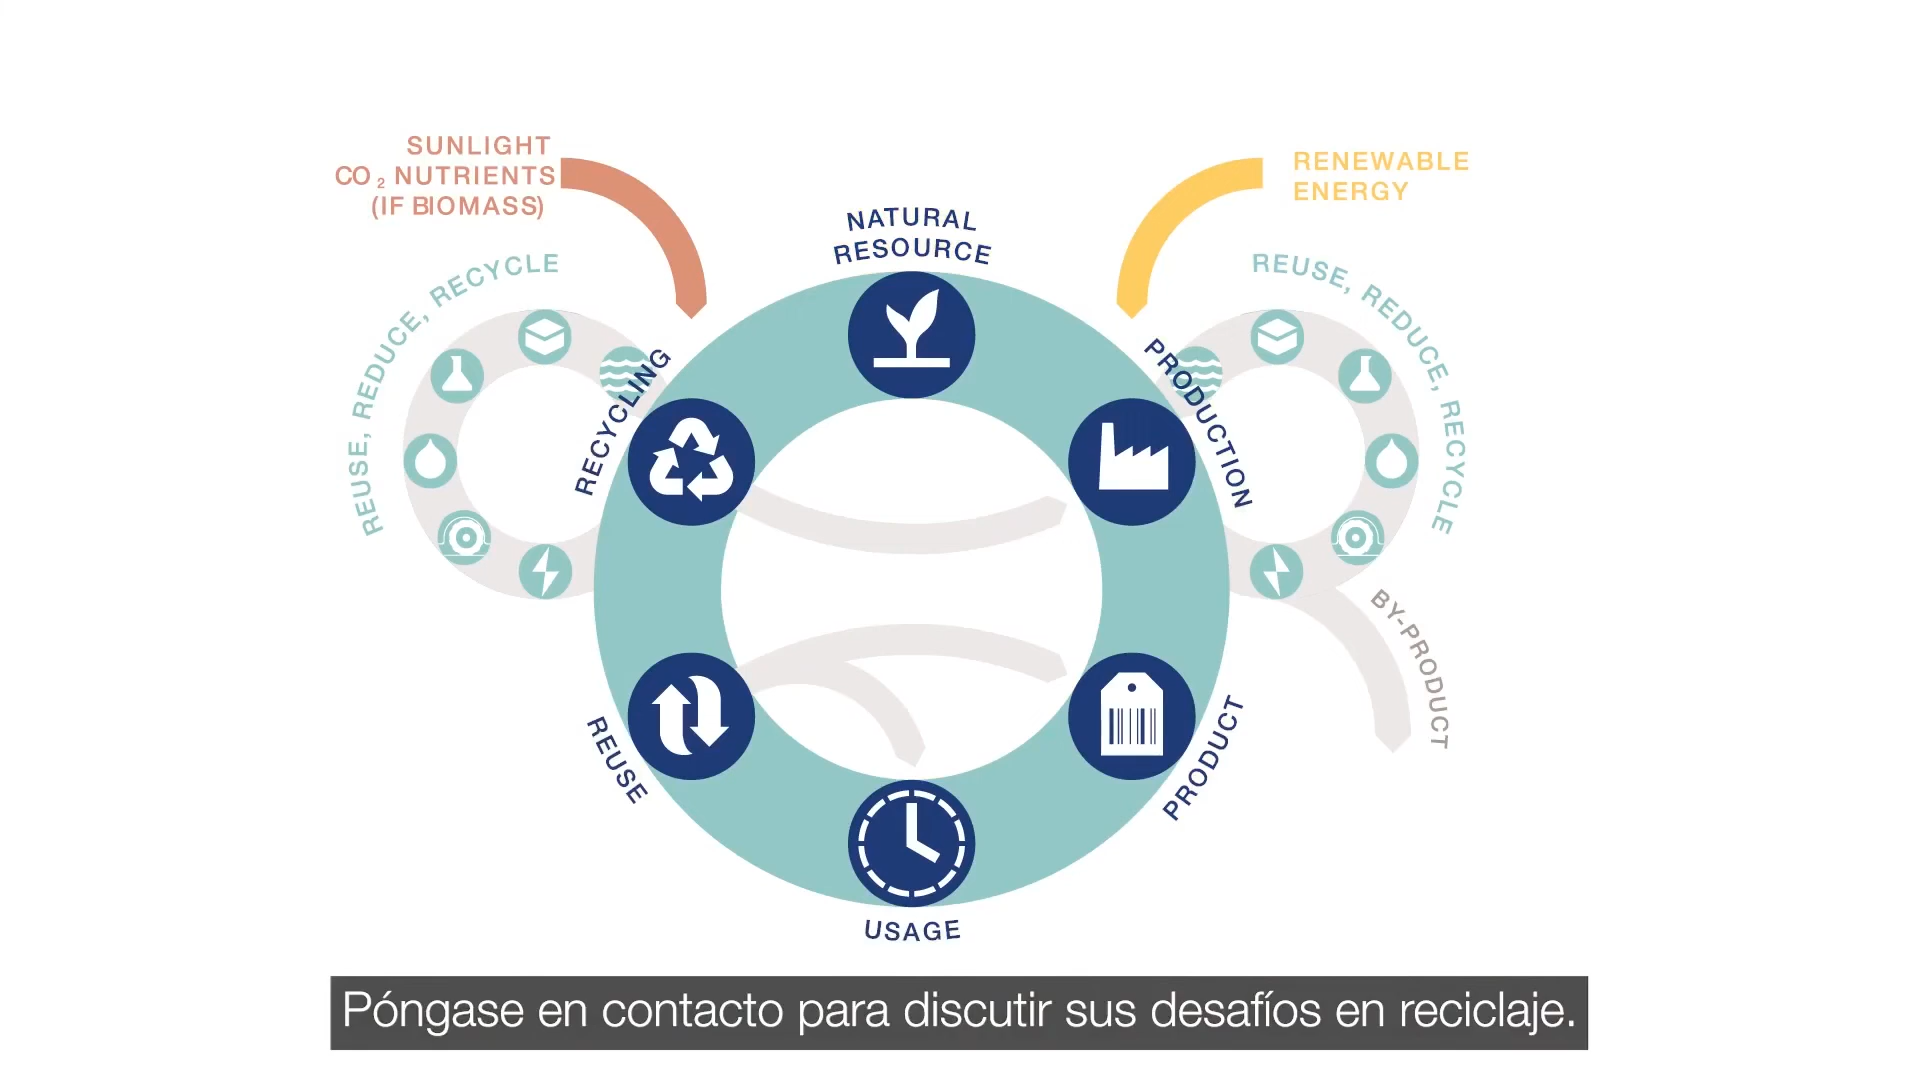 SUNLIGHT
CO₂ NUTRIENTS
(IF BIOMASS)
RENEWABLE
ENERGY
NATURAL
RESOURCE
REUSE, REDUCE, RECYCLE
REUSE, REDUCE, RECYCLE
RECYCLING
PRODUCTION
BY-PRODUCT
REUSE
PRODUCT
USAGE
Póngase en contacto para discutir sus desafíos en reciclaje.